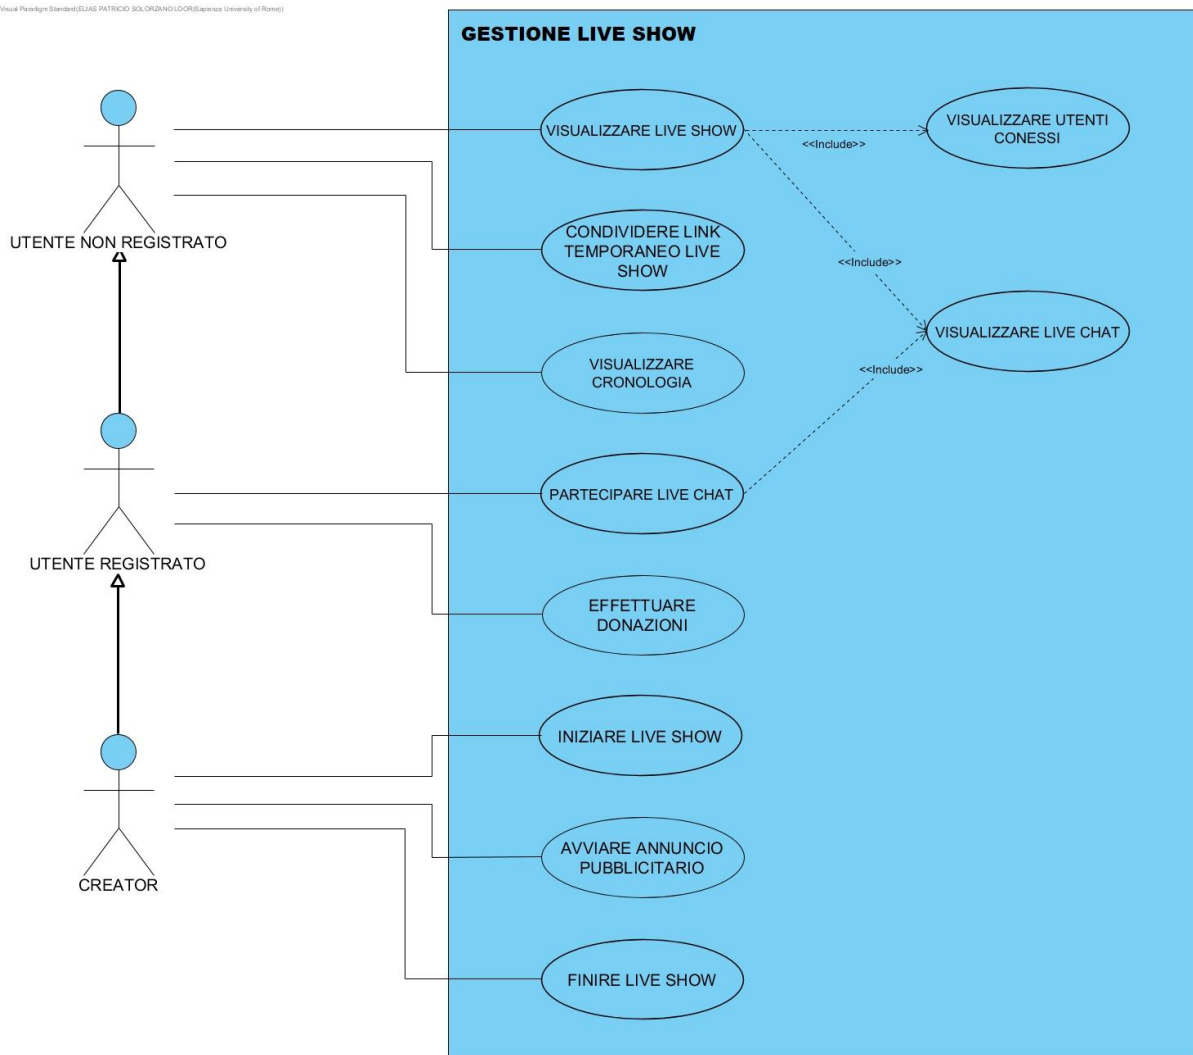 Visual Paradigm Standard(ELIAS PATRICIO SOLORZANO LOOR(Sapienza University of Rome))
GESTIONE LIVE SHOW
VISUALIZZARE LIVE SHOW
<<Include>>
VISUALIZZARE UTENTI
CONESSI
UTENTE NON REGISTRATO
CONDIVIDERE LINK
TEMPORANEO LIVE
SHOW
<<Include>>
VISUALIZZARE LIVE CHAT
VISUALIZZARE
CRONOLOGIA
<<Include>>
PARTECIPARE LIVE CHAT
UTENTE REGISTRATO
EFFETTUARE
DONAZIONI
INIZIARE LIVE SHOW
AVVIARE ANNUNCIO
PUBBLICITARIO
CREATOR
FINIRE LIVE SHOW